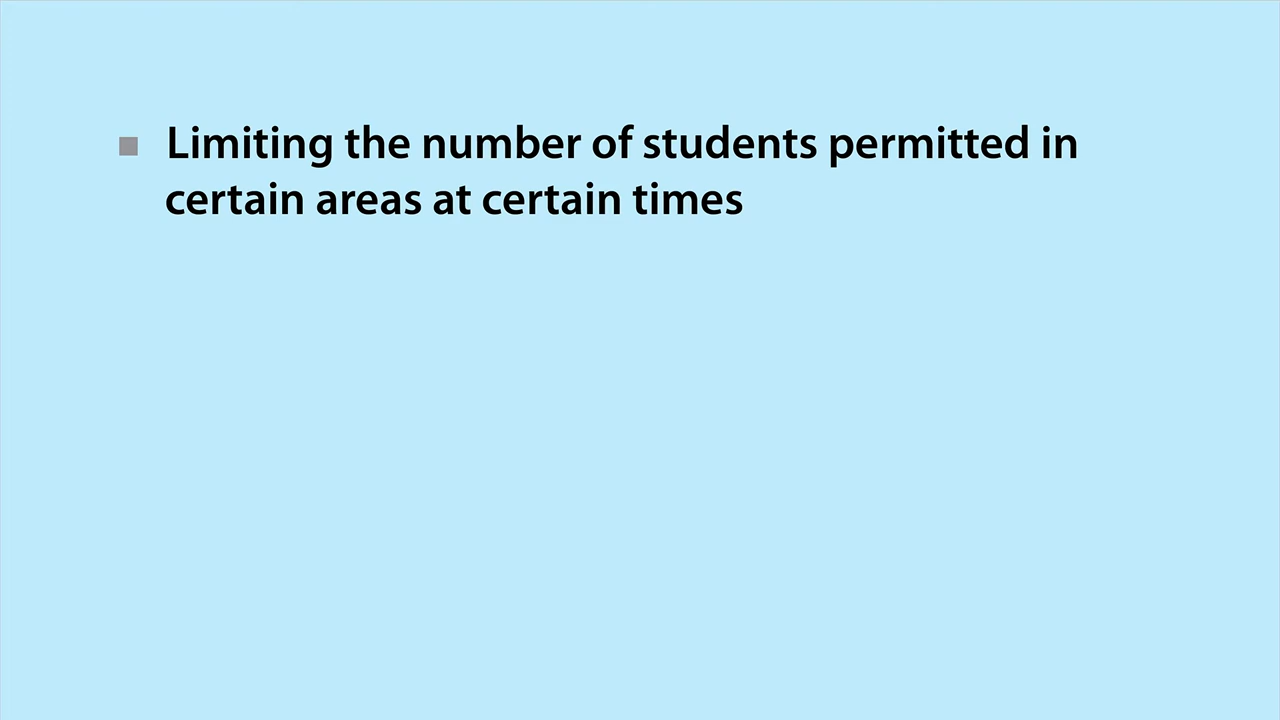 Limiting the number of students permitted in
certain areas at certain times